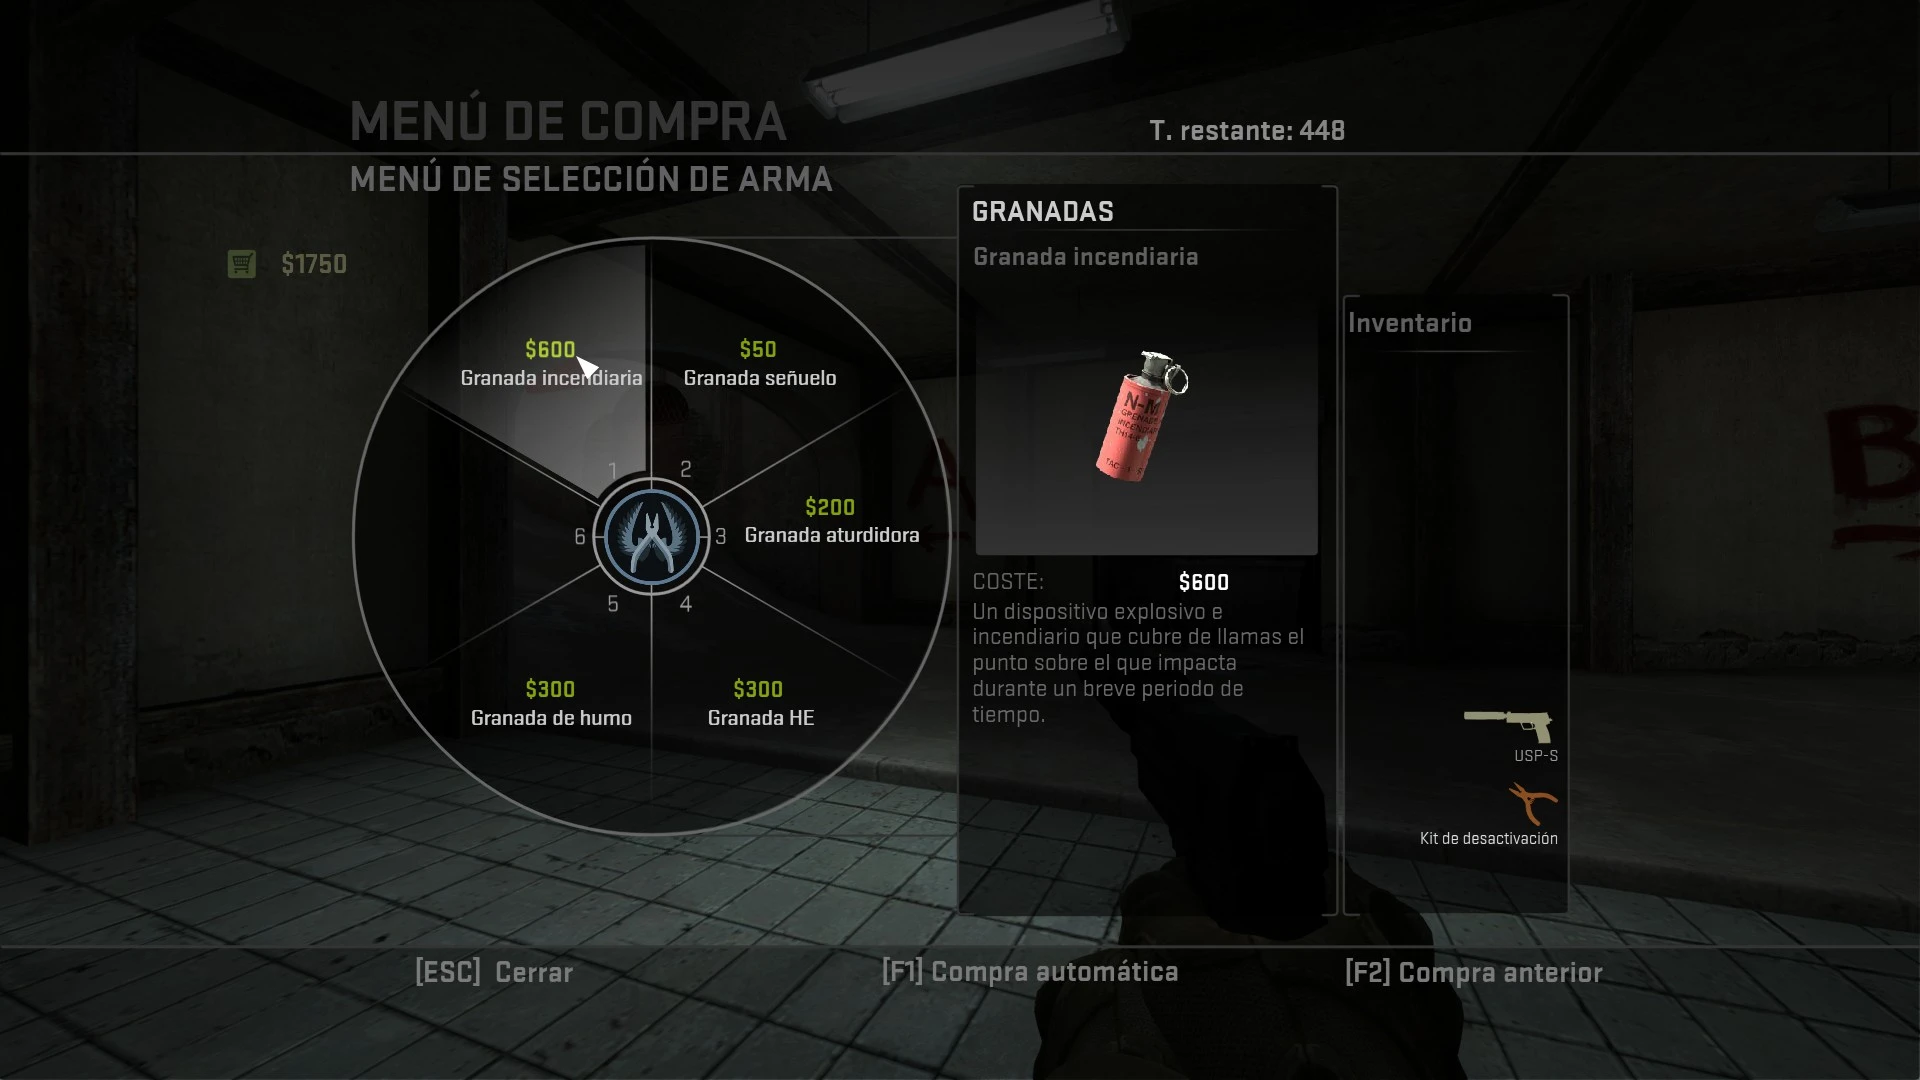 MENÚ DE COMPRA
T. restante: 448
MENÚ DE SELECCIÓN DE ARMA
$1750
$600
Granada incendiaria
$50
Granada señuelo
$200
Granada aturdidora
$300
Granada HE
$300
Granada de humo
1
2
3
4
5
6
GRANADAS
Granada incendiaria
N-M
COSTE: $600
Un dispositivo explosivo e
incendiario que cubre de llamas el
punto sobre el que impacta
durante un breve periodo de
tiempo.
Inventario
USP-S
Kit de desactivación
A
B
[ESC] Cerrar
[F1] Compra automática
[F2] Compra anterior